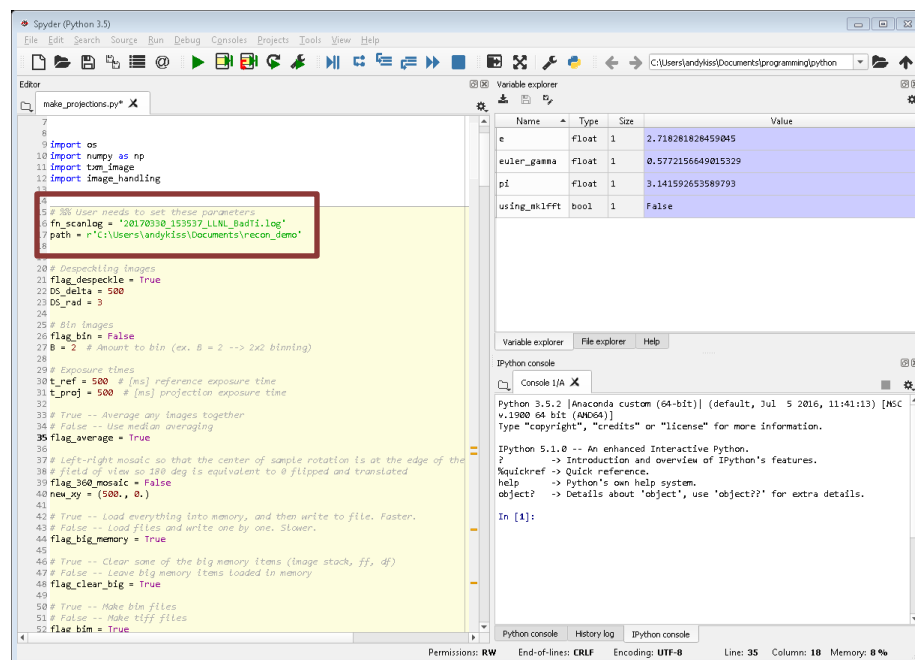 Spyder (Python 3.5)
File Edit Search Source Run Debug Consoles Projects Tools View Help
C:\Users\andykiss\Documents\programming\python
Editor
make_projections.py*
7
8
9 import os
10 import numpy as np
11 import txm_image
12 import image_handling
13
14
5 # %% User needs to set these parameters
6 fn_scanlog = '20170330_153537_LLNL_BadTi.log'
7 path = r'C:\Users\andykiss\Documents\recon_demo'
18
19
20 # Despeckling images
21 flag_despeckle = True
22 DS_delta = 500
23 DS_rad = 3
24
25 # Bin images
26 flag_bin = False
27 B = 2 # Amount to bin (ex. B = 2 --> 2x2 binning)
28
29 # Exposure times
30 t_ref = 500 # [ms] reference exposure time
31 t_proj = 500 # [ms] projection exposure time
32
33 # True -- Average any images together
34 # False -- Use median averaging
35 flag_average = True
36
37 # Left-right mosaic so that the center of sample rotation is at the edge of the
38 # field of view so 180 deg is equivalent to 0 flipped and translated
39 flag_360_mosaic = False
40 new_xy = (500., 0.)
41
42 # True -- Load everything into memory, and then write to file. Faster.
43 # False -- Load files and write one by one. Slower.
44 flag_big_memory = True
45
46 # True -- Clear some of the big memory items (image stack, ff, df)
47 # False -- Leave big memory items loaded in memory
48 flag_clear_big = True
49
50 # True -- Make bim files
51 # False -- Make tiff files
52 flag_bim = True
Variable explorer
Name Type Size Value
e float 1 2.718281828459045
euler_gamma float 1 0.5772156649015329
pi float 1 3.141592653589793
using_mklfft bool 1 False
Variable explorer File explorer Help
IPython console
Console 1/A
Python 3.5.2 |Anaconda custom (64-bit)| (default, Jul 5 2016, 11:41:13) [MSC
v.1900 64 bit (AMD64)]
Type "copyright", "credits" or "license" for more information.
IPython 5.1.0 -- An enhanced Interactive Python.
? -> Introduction and overview of IPython's features.
%quickref -> Quick reference.
help -> Python's own help system.
object? -> Details about 'object', use 'object??' for extra details.
In [1]:
Python console History log IPython console
Permissions: RW End-of-lines: CRLF Encoding: UTF-8 Line: 35 Column: 18 Memory: 8 %